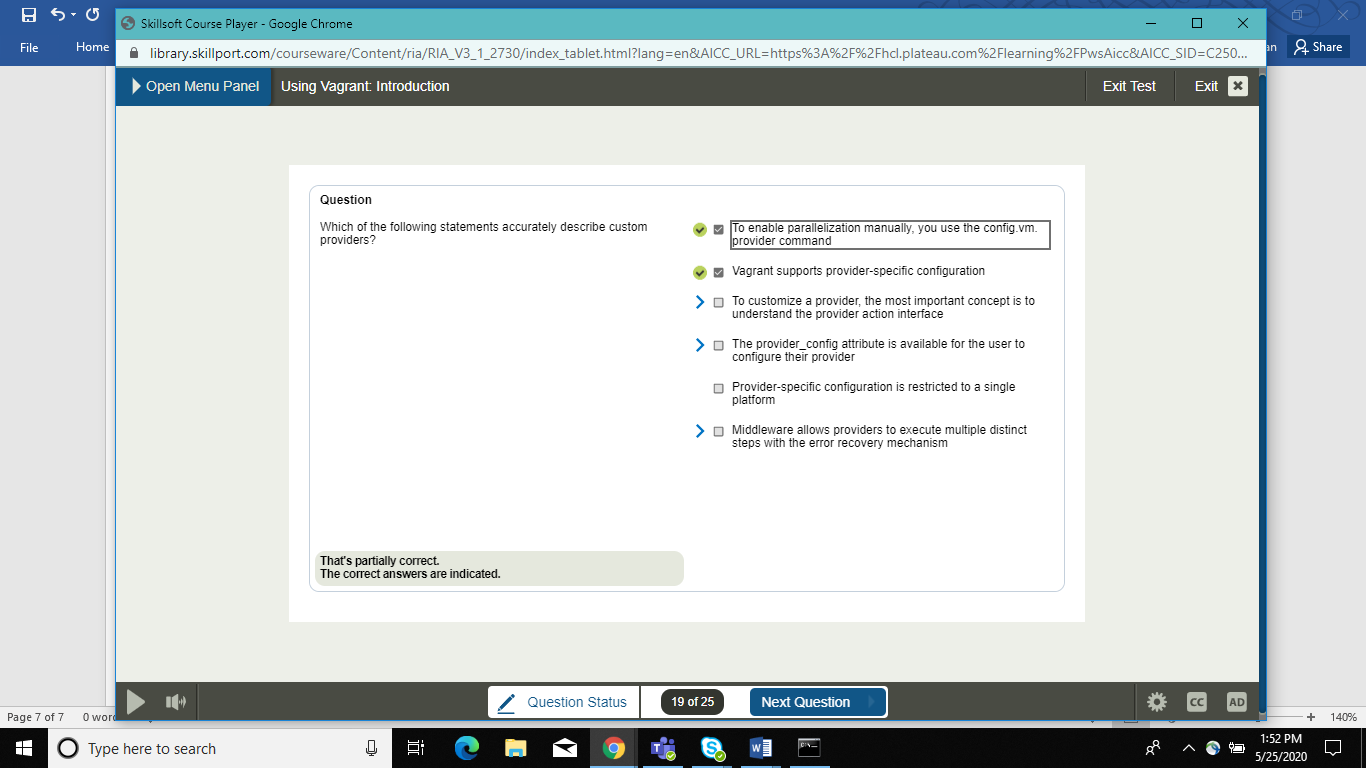 Skillsoft Course Player - Google Chrome
File
Home
Share
library.skillport.com/courseware/Content/ria/RIA_V3_1_2730/index_tablet.html?lang=en&AICC_URL=https%3A%2F%2Fhcl.plateau.com%2Flearning%2FPwsAicc&AICC_SID=C250...
Open Menu Panel
Using Vagrant: Introduction
Exit Test
Exit
Question
Which of the following statements accurately describe custom
providers?
To enable parallelization manually, you use the config.vm.
provider command
Vagrant supports provider-specific configuration
To customize a provider, the most important concept is to
understand the provider action interface
The provider_config attribute is available for the user to
configure their provider
Provider-specific configuration is restricted to a single
platform
Middleware allows providers to execute multiple distinct
steps with the error recovery mechanism
That's partially correct.
The correct answers are indicated.
Question Status
19 of 25
Next Question
CC
AD
Page 7 of 7
140%
Type here to search
1:52 PM
5/25/2020